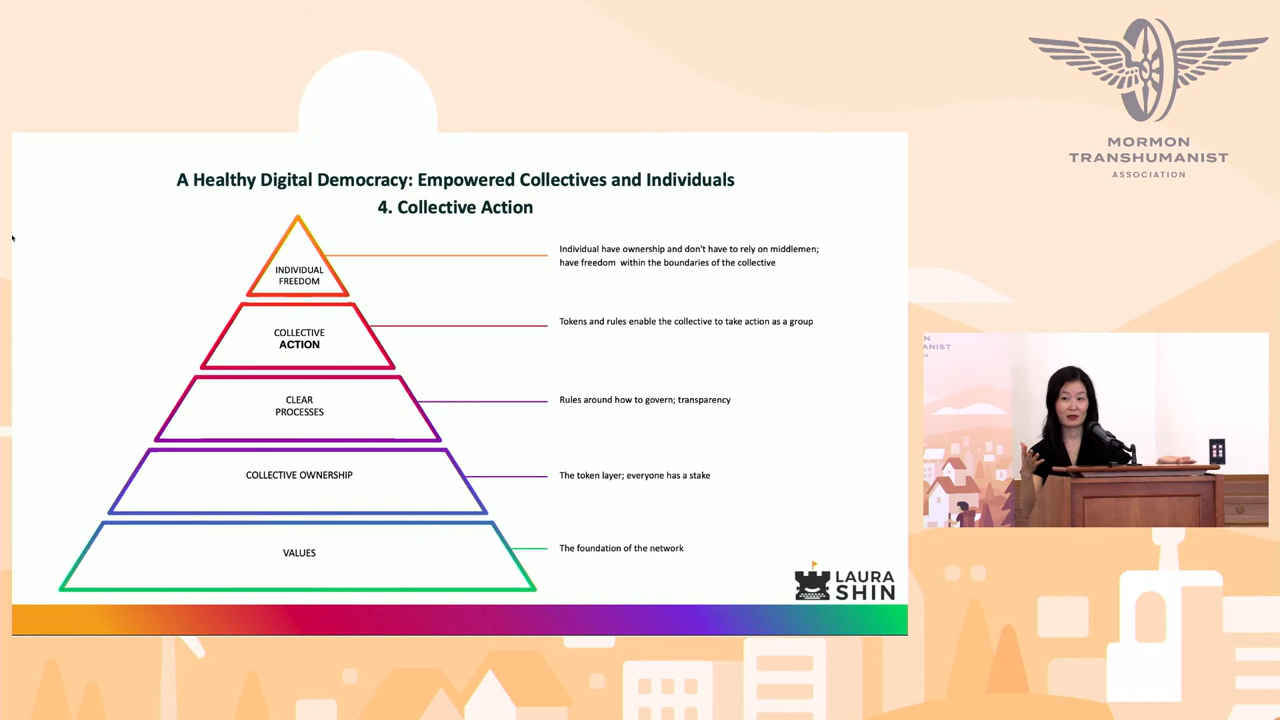 MORMON
TRANSHUMANIST
ASSOCIATION
A Healthy Digital Democracy: Empowered Collectives and Individuals
4. Collective Action
INDIVIDUAL
FREEDOM
Individual have ownership and don't have to rely on middlemen;
have freedom within the boundaries of the collective
COLLECTIVE
ACTION
Tokens and rules enable the collective to take action as a group
CLEAR
PROCESSES
Rules around how to govern; transparency
COLLECTIVE OWNERSHIP
The token layer; everyone has a stake
VALUES
The foundation of the network
LAURA
SHIN
N
ANIST